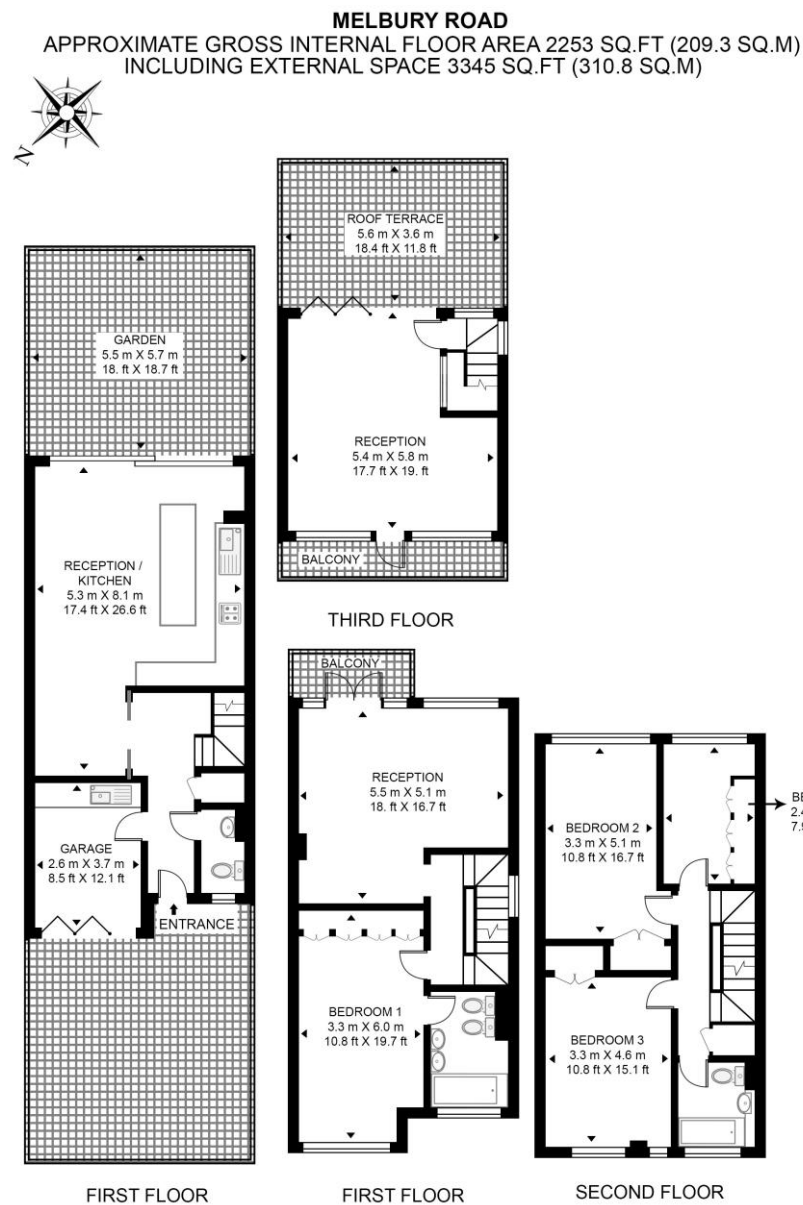 MELBURY ROAD
APPROXIMATE GROSS INTERNAL FLOOR AREA 2253 SQ.FT (209.3 SQ.M)
INCLUDING EXTERNAL SPACE 3345 SQ.FT (310.8 SQ.M)
N
GARDEN
5.5 m X 5.7 m
18. ft X 18.7 ft
RECEPTION /
KITCHEN
5.3 m X 8.1 m
17.4 ft X 26.6 ft
GARAGE
2.6 m X 3.7 m
8.5 ft X 12.1 ft
ENTRANCE
FIRST FLOOR
ROOF TERRACE
5.6 m X 3.6 m
18.4 ft X 11.8 ft
RECEPTION
5.4 m X 5.8 m
17.7 ft X 19. ft
BALCONY
THIRD FLOOR
BALCONY
RECEPTION
5.5 m X 5.1 m
18. ft X 16.7 ft
BEDROOM 1
3.3 m X 6.0 m
10.8 ft X 19.7 ft
FIRST FLOOR
BEDROOM 2
3.3 m X 5.1 m
10.8 ft X 16.7 ft
BEDROOM 3
3.3 m X 4.6 m
10.8 ft X 15.1 ft
SECOND FLOOR